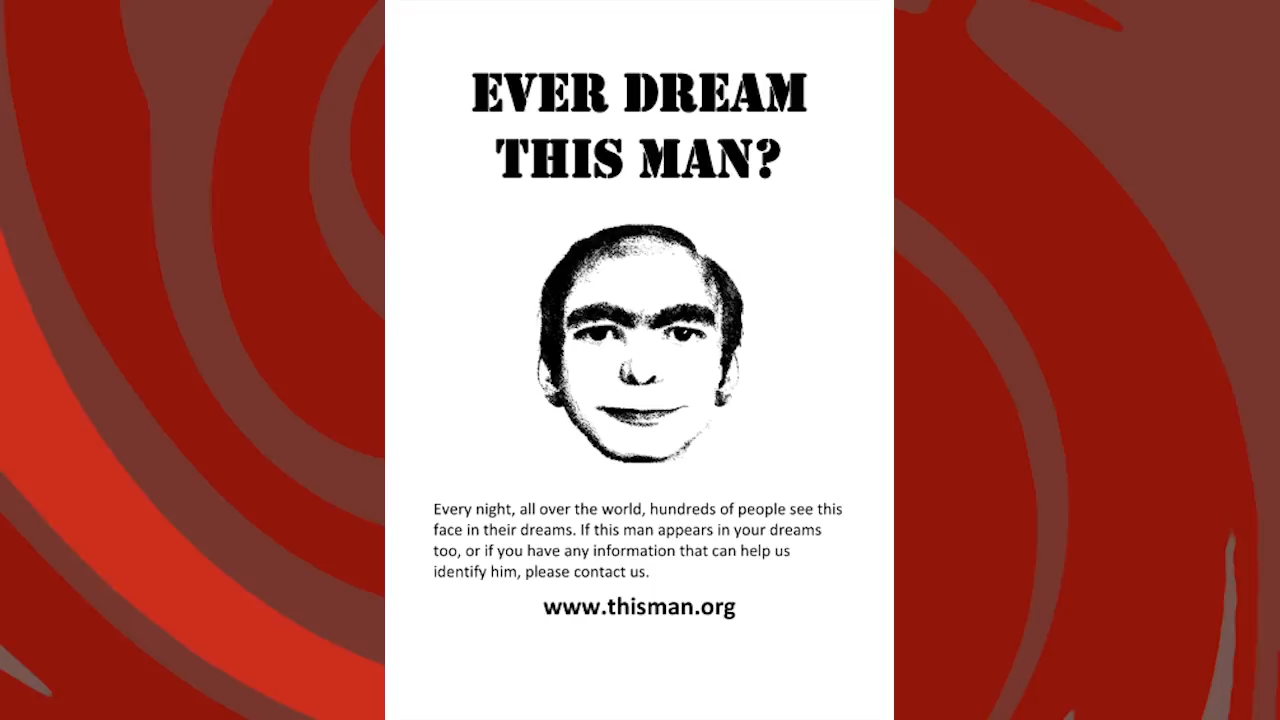 EVER DREAM
THIS MAN?
Every night, all over the world, hundreds of people see this
face in their dreams. If this man appears in your dreams
too, or if you have any information that can help us
identify him, please contact us.
www.thisman.org